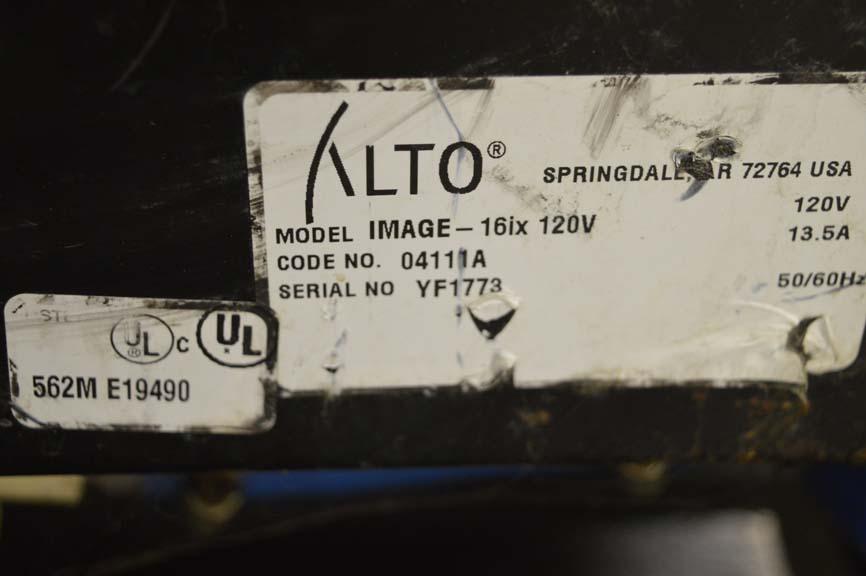 ALTO®
SPRINGDALE, AR 72764 USA
MODEL IMAGE-16ix 120V
120V
13.5A
CODE NO. 04111A
SERIAL NO YF1773
50/60Hz
UL ® C UL
562M E19490